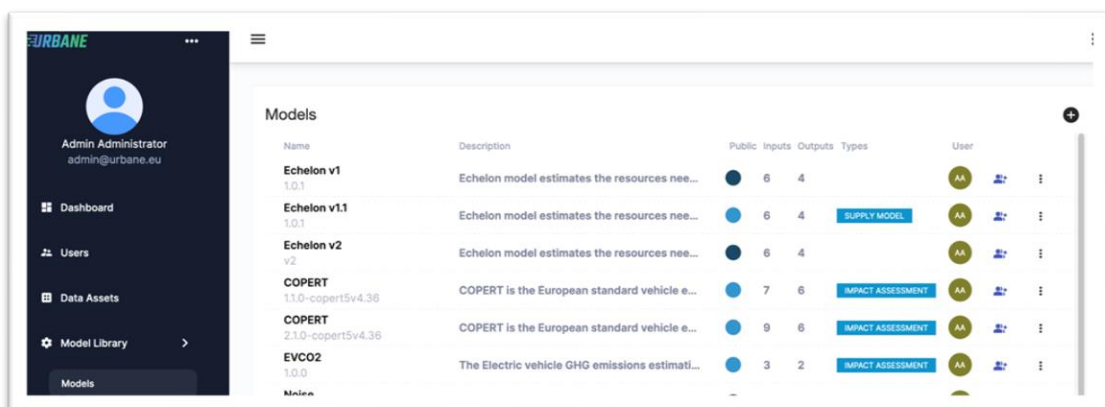 URBANE
Admin Administrator
admin@urbane.eu
Dashboard
Users
Data Assets
Model Library
Models
Models
Name Description Public Inputs Outputs Types User
Echelon v1
1.0.1
Echelon model estimates the resources nee... 6 4 AA
Echelon v1.1
1.0.1
Echelon model estimates the resources nee... 6 4 SUPPLY MODEL AA
Echelon v2
v2
Echelon model estimates the resources nee... 6 4 AA
COPERT
1.1.0-copert5v4.36
COPERT is the European standard vehicle e... 7 6 IMPACT ASSESSMENT AA
COPERT
2.1.0-copert5v4.36
COPERT is the European standard vehicle e... 9 6 IMPACT ASSESSMENT AA
EVCO2
1.0.0
The Electric vehicle GHG emissions estimati... 3 2 IMPACT ASSESSMENT AA
Noise